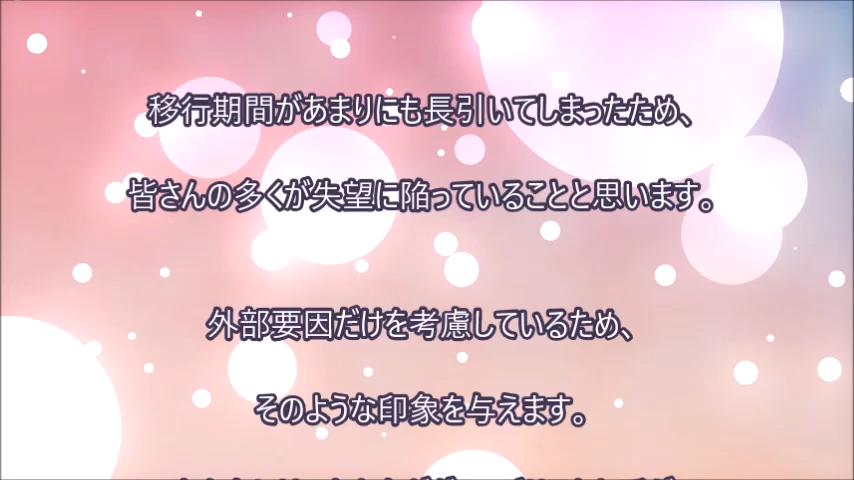 移行期間があまりにも長引いてしまったため、
皆さんの多くが失望に陥っていることと思います。
外部要因だけを考慮しているため、
そのような印象を与えます。